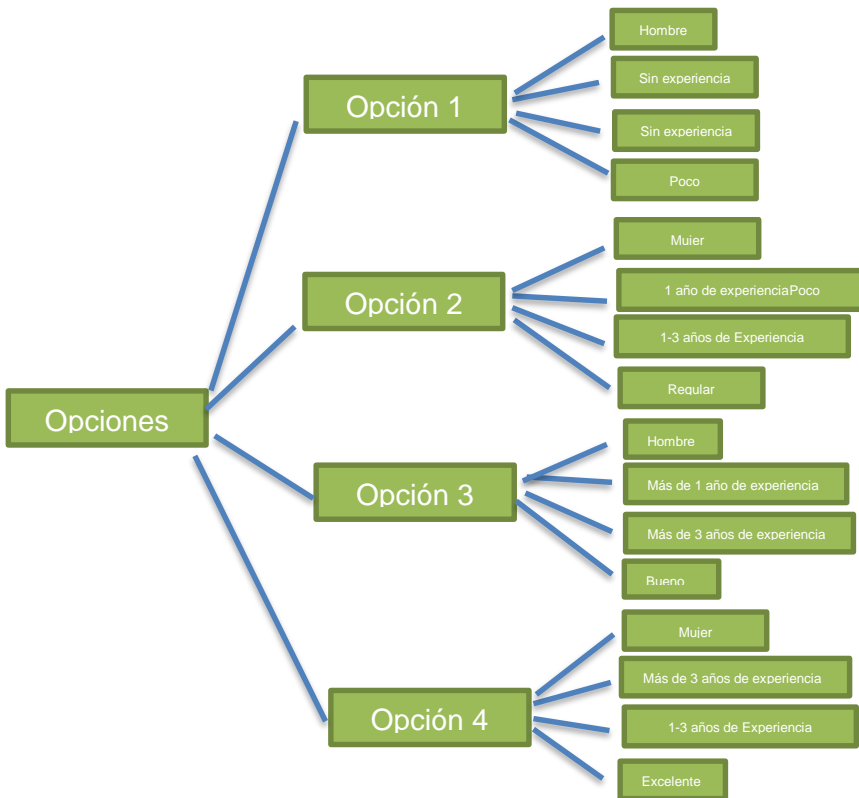 Opciones
Opción 1
Hombre
Sin experiencia
Sin experiencia
Poco
Opción 2
Mujer
1 año de experienciaPoco
1-3 años de Experiencia
Regular
Opción 3
Hombre
Más de 1 año de experiencia
Más de 3 años de experiencia
Bueno
Opción 4
Mujer
Más de 3 años de experiencia
1-3 años de Experiencia
Excelente